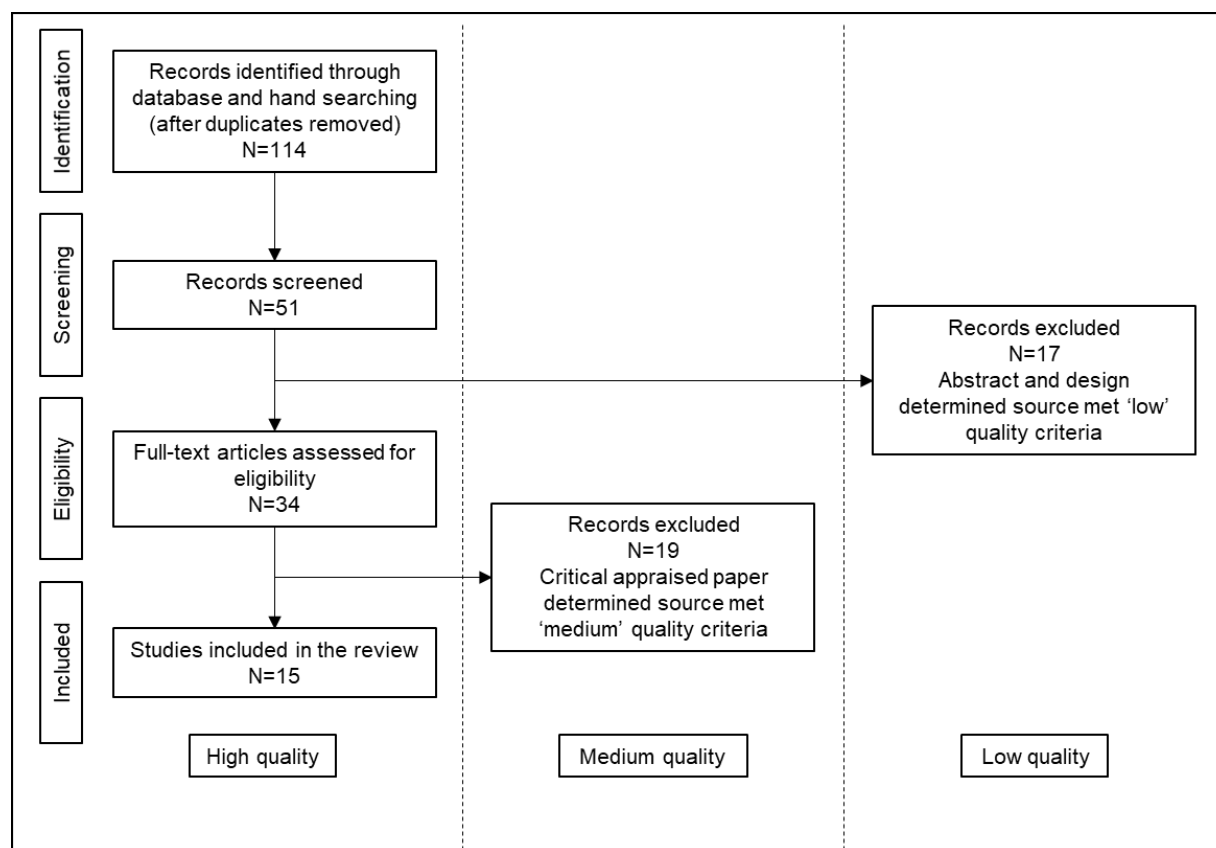 Identification
Records identified through
database and hand searching
(after duplicates removed)
N=114
Screening
Records screened
N=51
Records excluded
N=17
Abstract and design
determined source met ‘low’
quality criteria
Eligibility
Full-text articles assessed for
eligibility
N=34
Records excluded
N=19
Critical appraised paper
determined source met
‘medium’ quality criteria
Included
Studies included in the review
N=15
High quality
Medium quality
Low quality